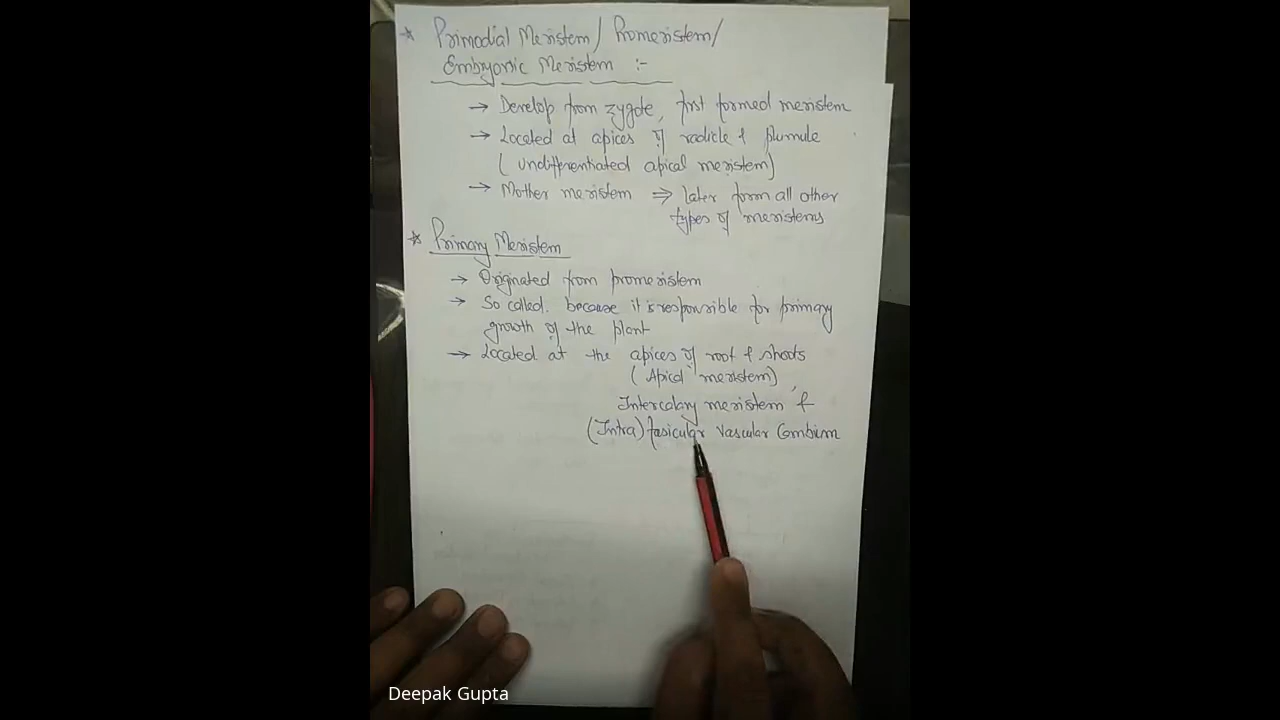 * Primodial Meristem/ Promeristem/
Embryonic Meristem :-
→ Develop from zygote, first formed meristem
→ Located at apices of radicle & plumule
( undifferentiated apical meristem)
→ Mother meristem ⇒ later form all other
types of meristems
* Primary Meristem
→ Originated from promeristem
→ So called. because it is responsible for primary
growth of the plant
→ Located at the apices of root & shoots
( Apical meristem) ,
Intercalary meristem &
(Intra) fasicular vascular Cambium
Deepak Gupta